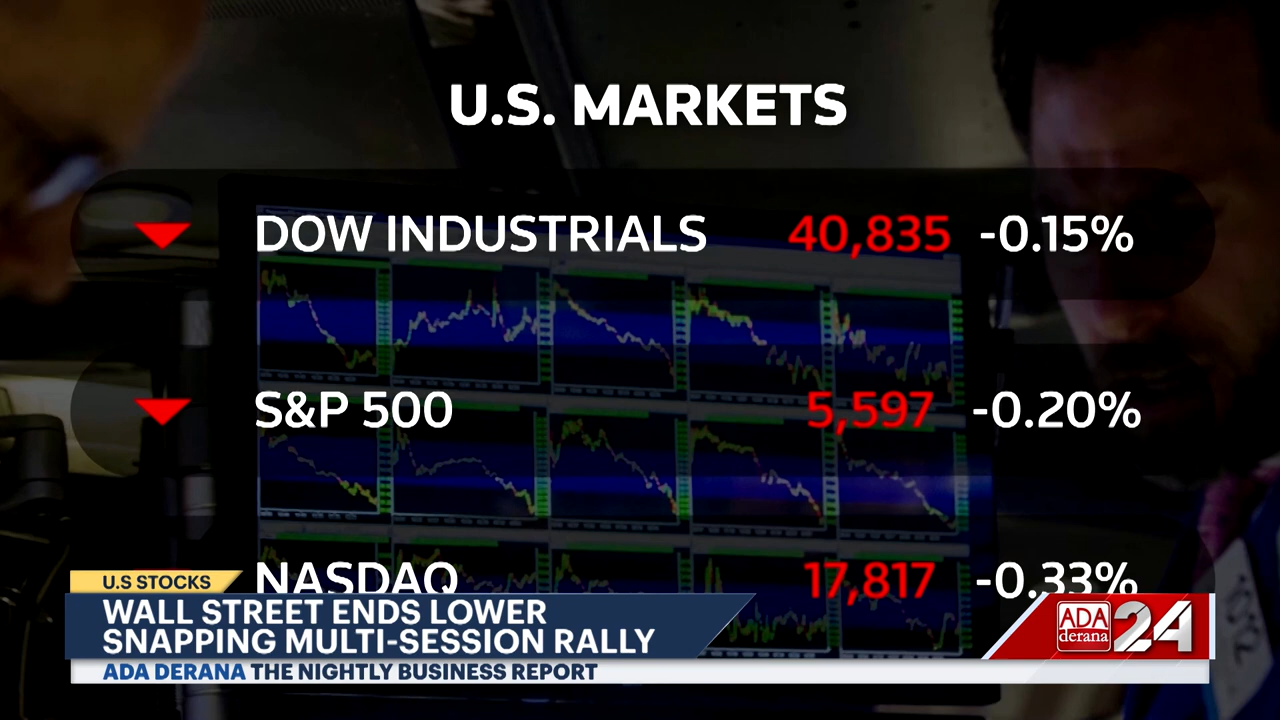 U.S. MARKETS
DOW INDUSTRIALS 40,835 -0.15%
S&P 500 5,597 -0.20%
NASDAQ 17,817 -0.33%
U.S STOCKS
WALL STREET ENDS LOWER
SNAPPING MULTI-SESSION RALLY
ADA DERANA THE NIGHTLY BUSINESS REPORT
ADA
derana 24